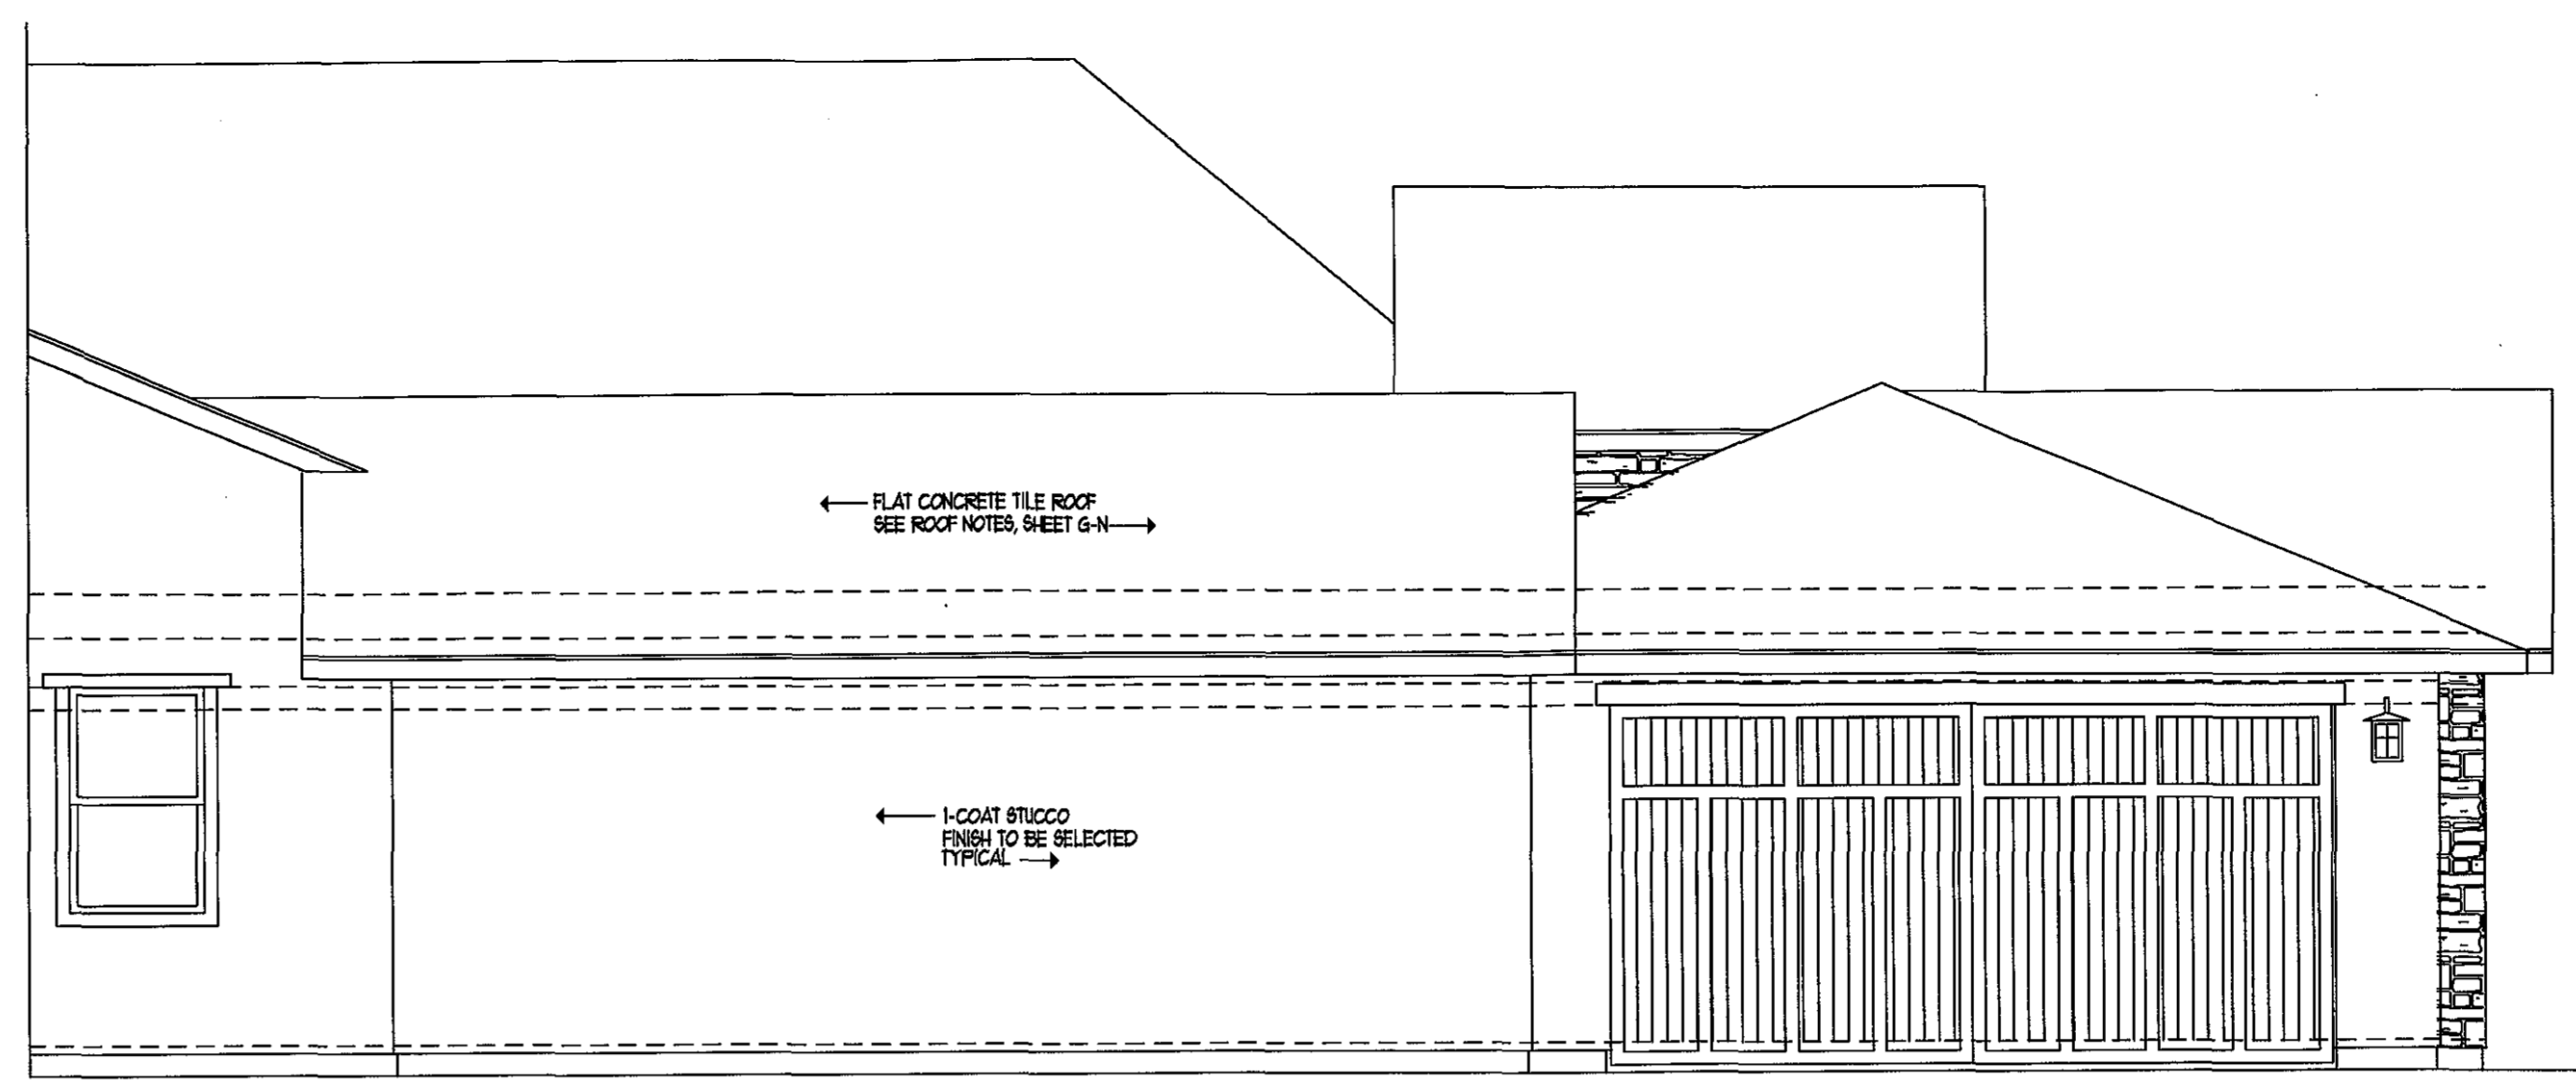 FLAT CONCRETE TILE ROOF
SEE ROOF NOTES, SHEET G-N
1-COAT STUCCO
FINISH TO BE SELECTED
TYPICAL